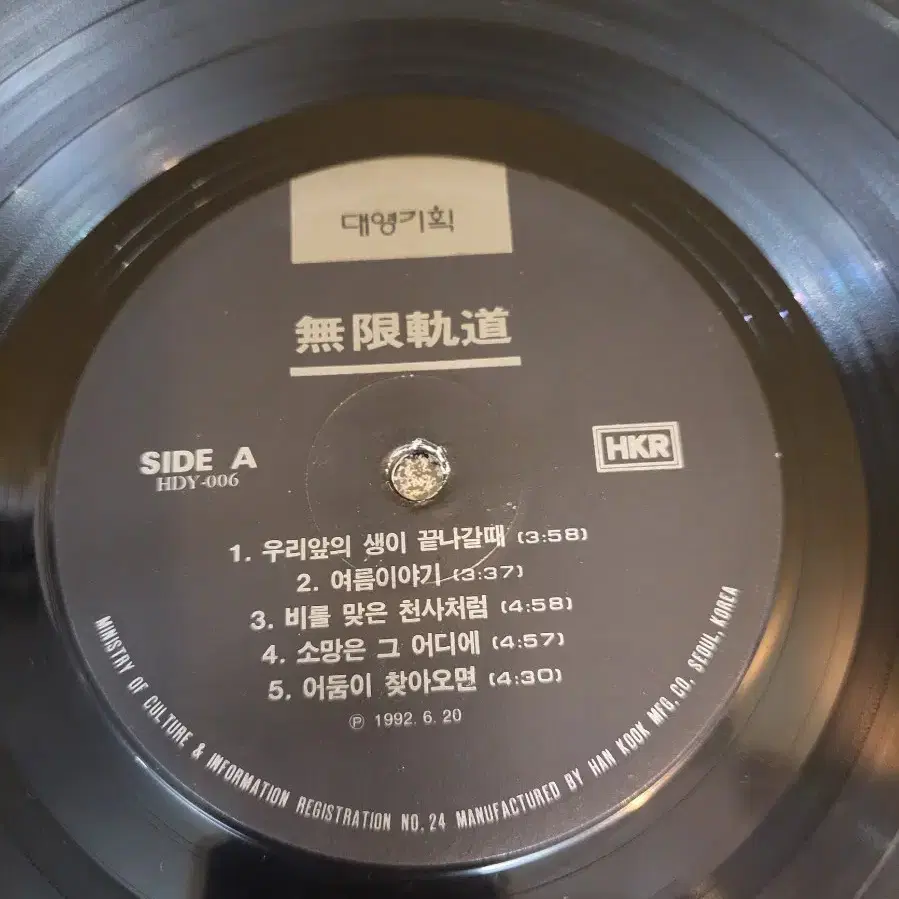 대영기획
無限軌道
SIDE A
HDY-006
HKR
1. 우리앞의 생이 끝나갈때 (3:58)
2. 여름이야기 (3:37)
3. 비를 맞은 천사처럼 (4:58)
4. 소망은 그 어디에 (4:57)
5. 어둠이 찾아오면 (4:30)
Ⓟ 1992. 6. 20
MINISTRY OF CULTURE & INFORMATION REGISTRATION NO. 24 MANUFACTURED BY HAN KOOK MFG. CO. SEOUL, KOREA